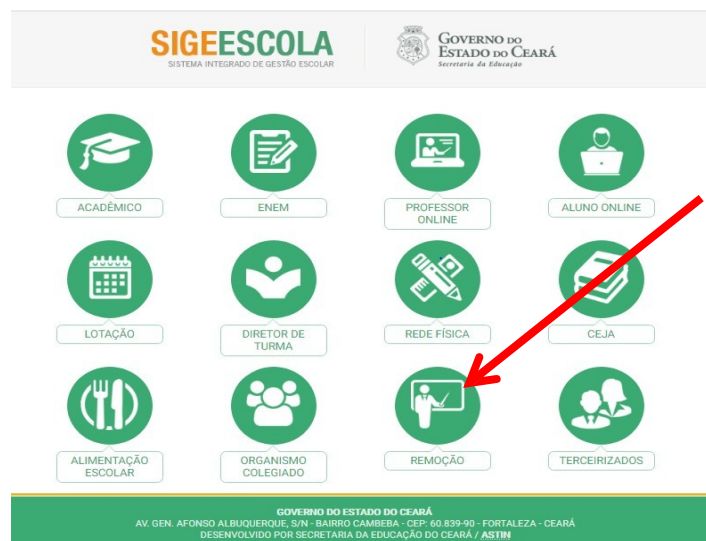 SIGEESCOLA
SISTEMA INTEGRADO DE GESTÃO ESCOLAR
GOVERNO DO
ESTADO DO CEARÁ
Secretaria da Educação
ACADÊMICO
ENEM
PROFESSOR
ONLINE
ALUNO ONLINE
LOTAÇÃO
DIRETOR DE
TURMA
REDE FÍSICA
CEJA
ALIMENTAÇÃO
ESCOLAR
ORGANISMO
COLEGIADO
REMOÇÃO
TERCEIRIZADOS
GOVERNO DO ESTADO DO CEARÁ
AV. GEN. AFONSO ALBUQUERQUE, S/N - BAIRRO CAMBEBA - CEP: 60.839-90 - FORTALEZA - CEARÁ
DESENVOLVIDO POR SECRETARIA DA EDUCAÇÃO DO CEARÁ / ASTIN